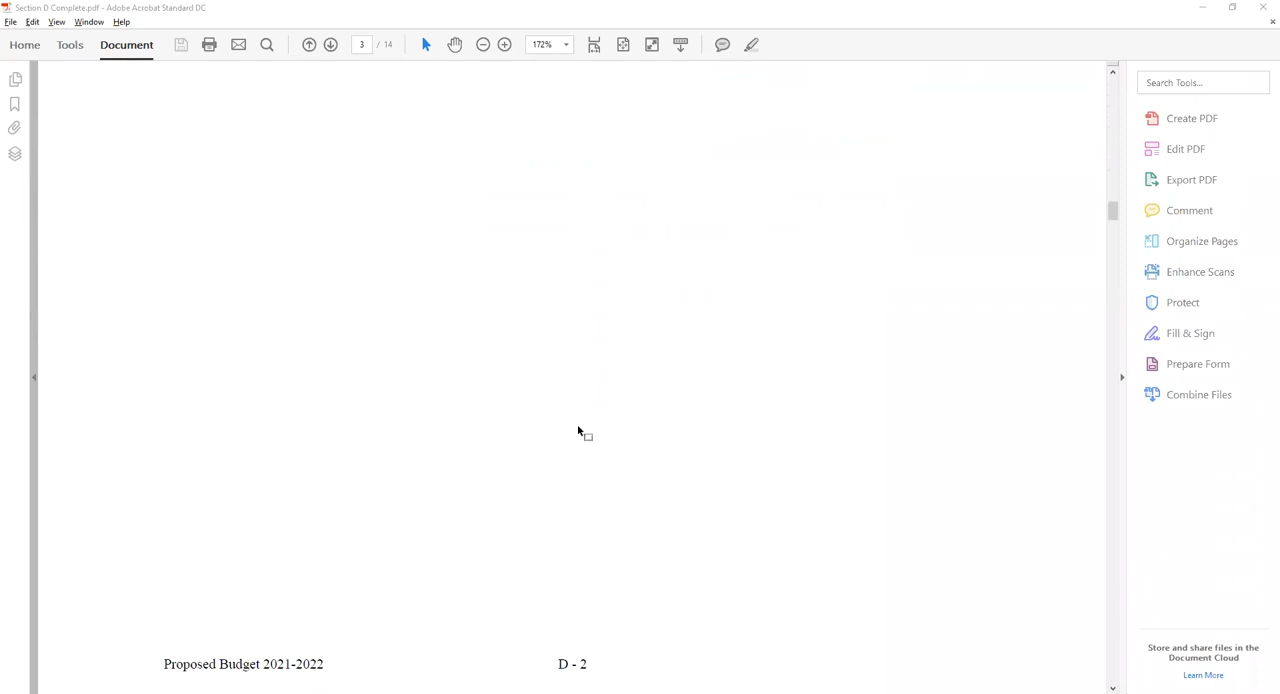 Section D Complete.pdf - Adobe Acrobat Standard DC
File Edit View Window Help
Home Tools Document 3 / 14 172%
Search Tools...
Create PDF
Edit PDF
Export PDF
Comment
Organize Pages
Enhance Scans
Protect
Fill & Sign
Prepare Form
Combine Files
Store and share files in the
Document Cloud
Learn More
Proposed Budget 2021-2022 D - 2